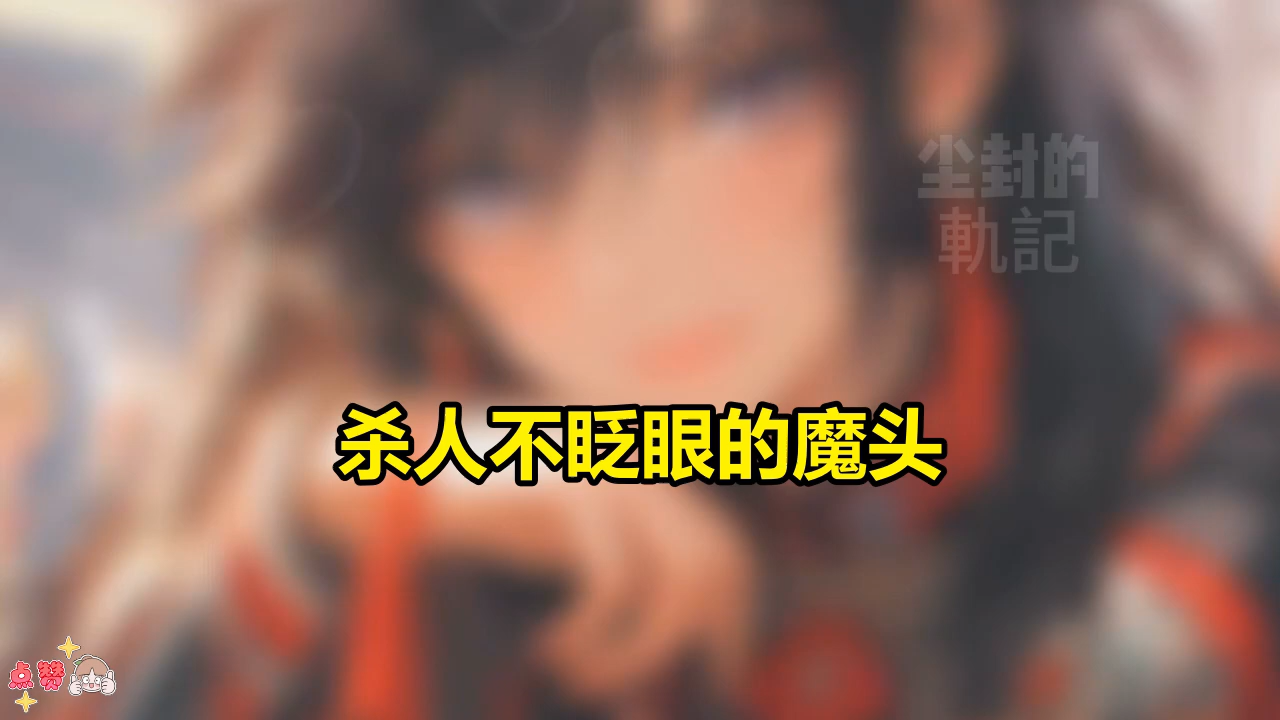 尘封的
軌記
杀人不眨眼的魔头
点赞